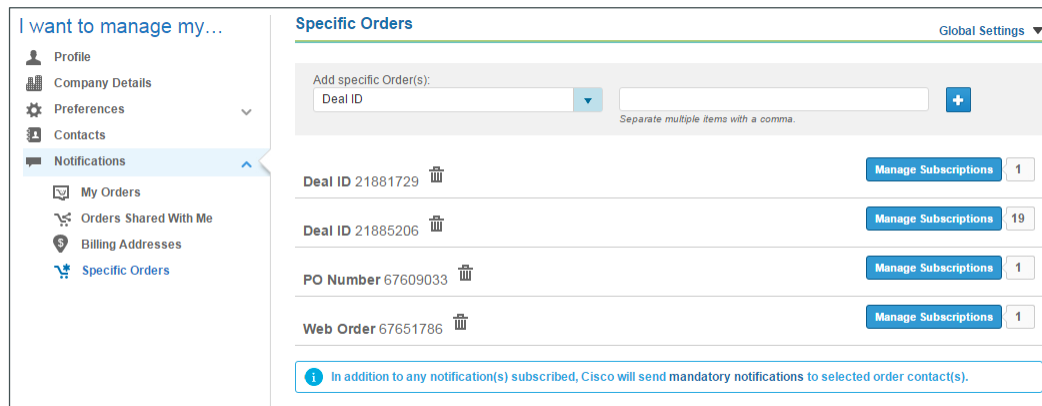 I want to manage my...
Profile
Company Details
Preferences
Contacts
Notifications
My Orders
Orders Shared With Me
Billing Addresses
Specific Orders
Specific Orders
Global Settings
Add specific Order(s):
Deal ID
Separate multiple items with a comma.
Deal ID 21881729
Manage Subscriptions 1
Deal ID 21885206
Manage Subscriptions 19
PO Number 67609033
Manage Subscriptions 1
Web Order 67651786
Manage Subscriptions 1
In addition to any notification(s) subscribed, Cisco will send mandatory notifications to selected order contact(s).